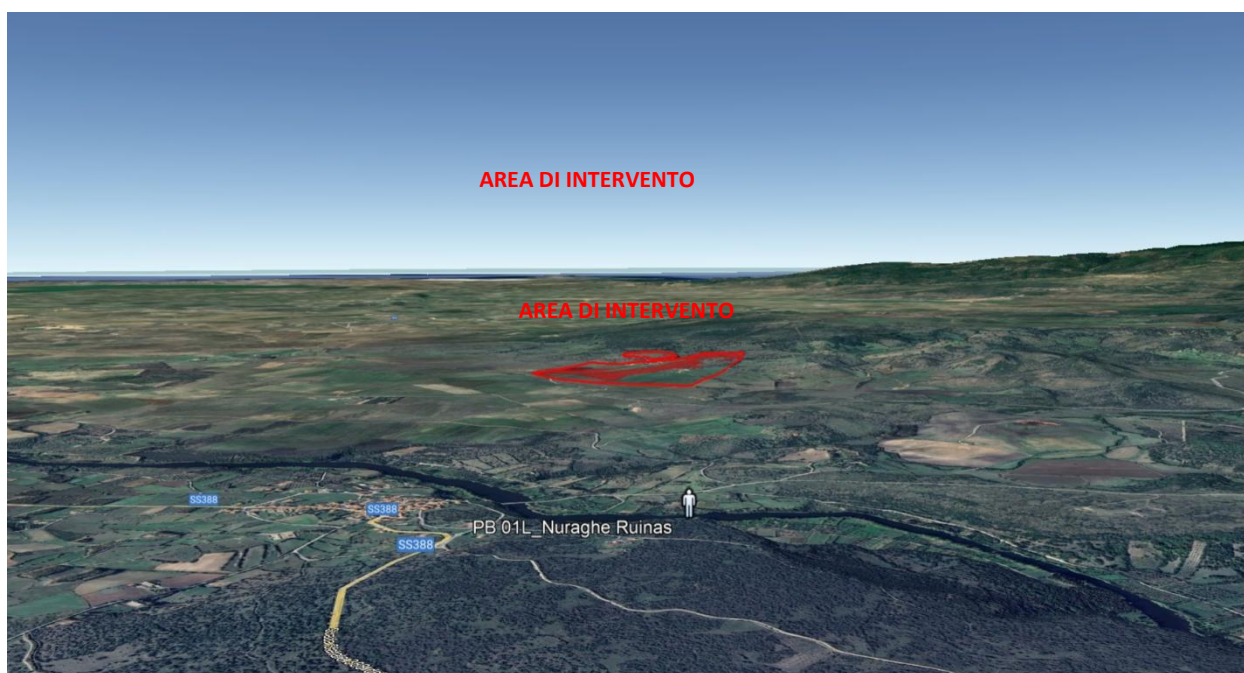 AREA DI INTERVENTO
AREA DI INTERVENTO
SS388
SS388
PB 01L_Nuraghe Ruinas
SS388